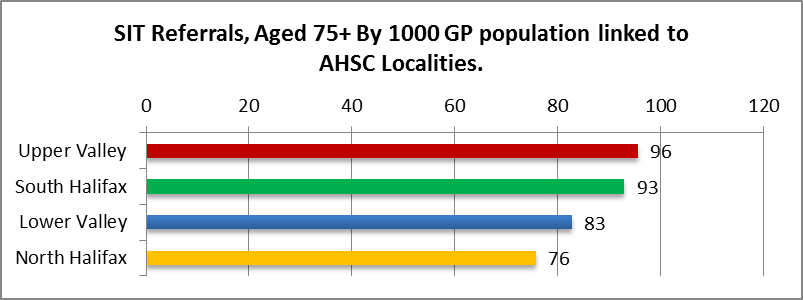 SIT Referrals, Aged 75+ By 1000 GP population linked to
AHSC Localities.
0 20 40 60 80 100 120
Upper Valley 96
South Halifax 93
Lower Valley 83
North Halifax 76